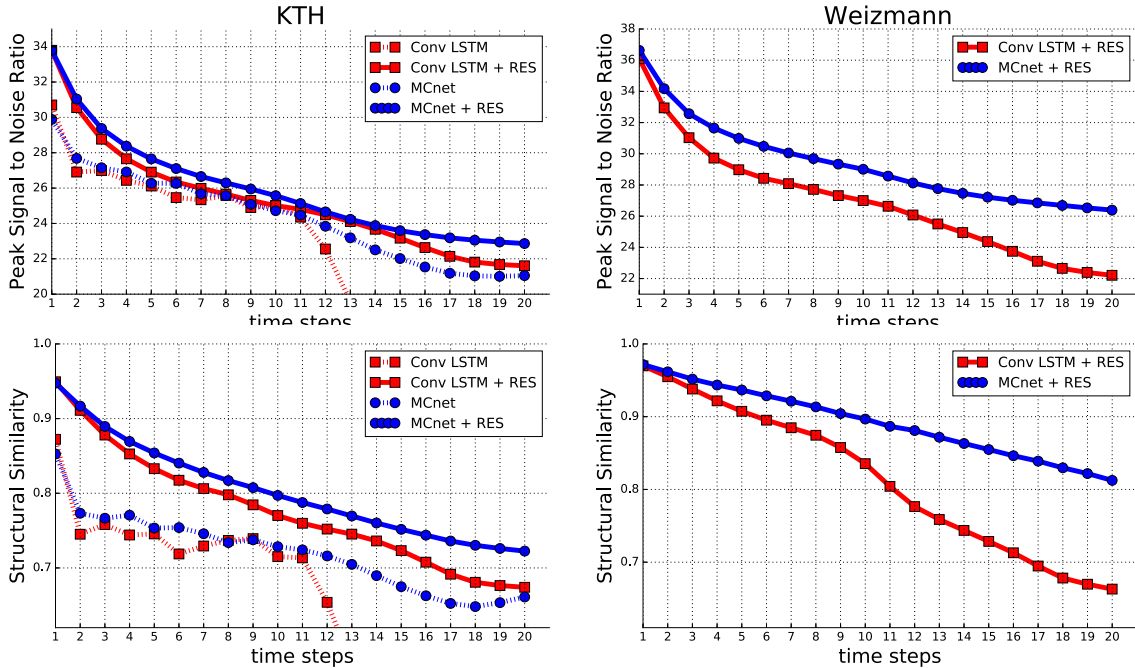 KTH
Peak Signal to Noise Ratio
34
32
30
28
26
24
22
20
Conv LSTM
Conv LSTM + RES
MCnet
MCnet + RES
1 2 3 4 5 6 7 8 9 10 11 12 13 14 15 16 17 18 19 20
time steps
Weizmann
Peak Signal to Noise Ratio
38
36
34
32
30
28
26
24
22
Conv LSTM + RES
MCnet + RES
1 2 3 4 5 6 7 8 9 10 11 12 13 14 15 16 17 18 19 20
time steps
Structural Similarity
1.0
0.9
0.8
0.7
Conv LSTM
Conv LSTM + RES
MCnet
MCnet + RES
1 2 3 4 5 6 7 8 9 10 11 12 13 14 15 16 17 18 19 20
time steps
Structural Similarity
1.0
0.9
0.8
0.7
Conv LSTM + RES
MCnet + RES
1 2 3 4 5 6 7 8 9 10 11 12 13 14 15 16 17 18 19 20
time steps